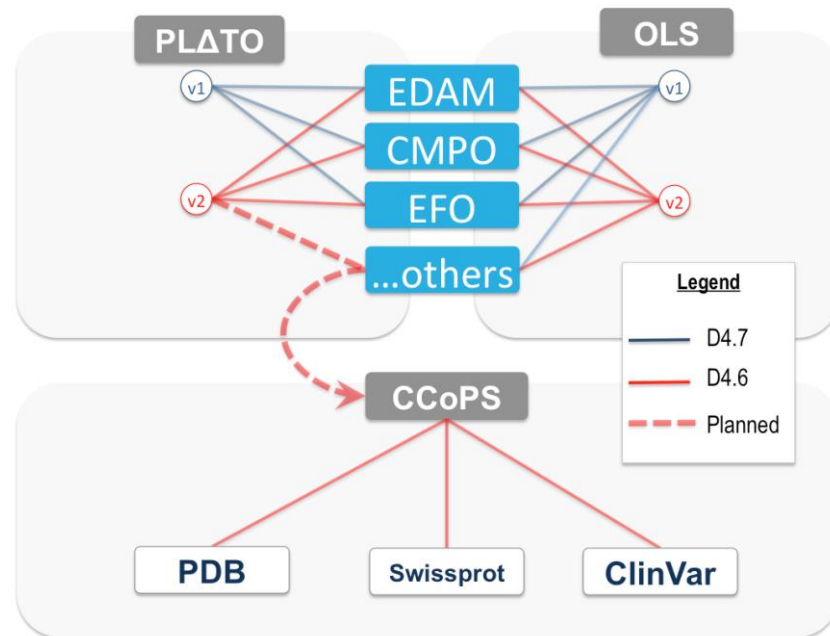 PLΔTO
OLS
v1
EDAM
v1
CMPO
v2
EFO
v2
...others
Legend
D4.7
D4.6
Planned
CCoPS
PDB
Swissprot
ClinVar